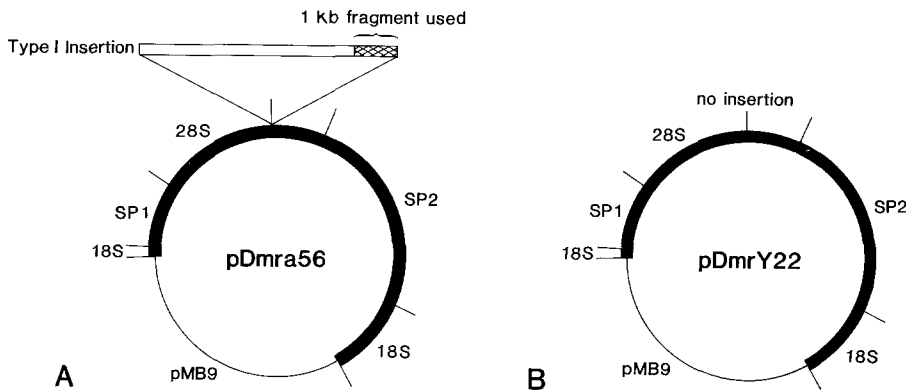 1 Kb fragment used
Type I Insertion
28S
SP1
SP2
18S
pDmra56
18S
pMB9
A
no insertion
28S
SP1
SP2
18S
pDmrY22
18S
pMB9
B